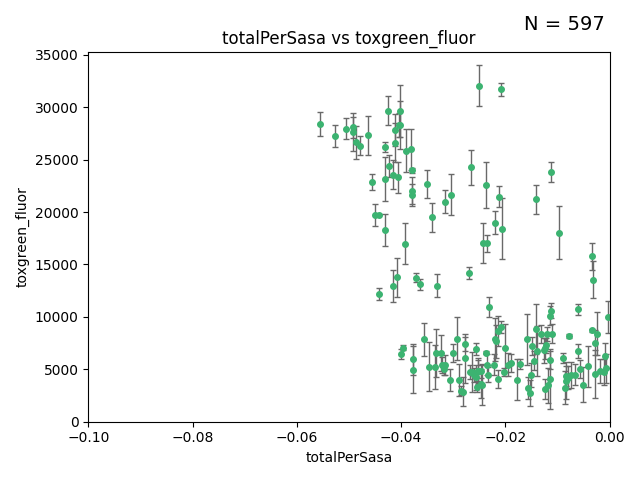 N = 597
totalPerSasa vs toxgreen_fluor
35000
30000
25000
20000
15000
10000
5000
0
toxgreen_fluor
−0.10 −0.08 −0.06 −0.04 −0.02 0.00
totalPerSasa